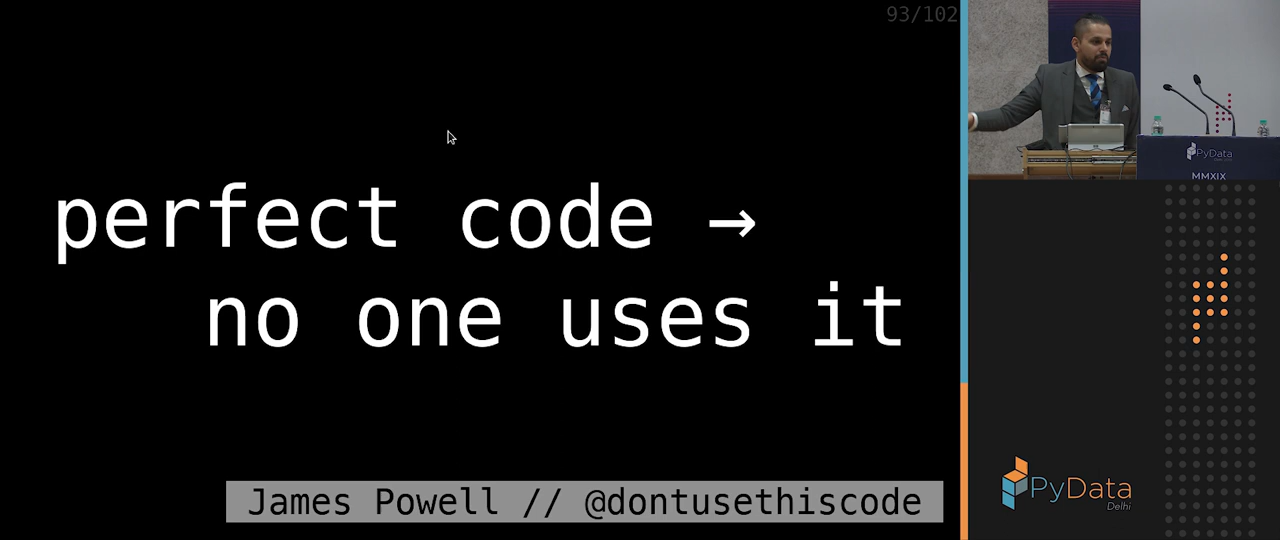 93/102
perfect code →
no one uses it
James Powell // @dontusethiscode
PyData
MMXIX
PyData
Delhi